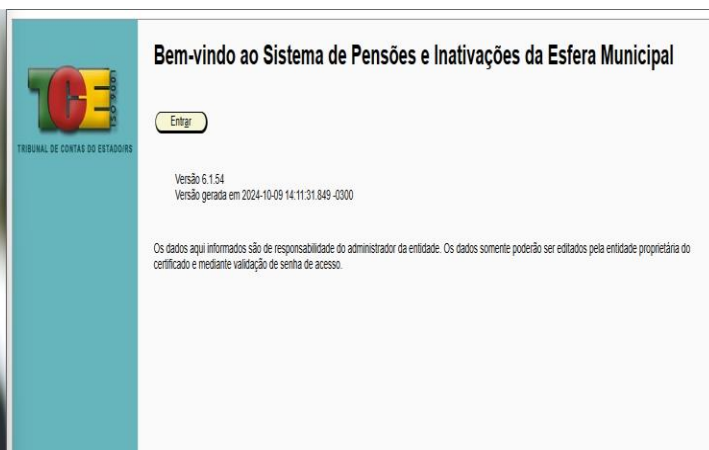 Bem-vindo ao Sistema de Pensões e Inativações da Esfera Municipal
TCE
ISO 9001
TRIBUNAL DE CONTAS DO ESTADO/RS
Entrar
Versão 6.1.54
Versão gerada em 2024-10-09 14:11:31.849 -0300
Os dados aqui informados são de responsabilidade do administrador da entidade. Os dados somente poderão ser editados pela entidade proprietária do
certificado e mediante validação de senha de acesso.